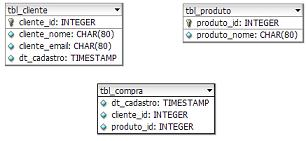 tbl_cliente
cliente_id: INTEGER
cliente_nome: CHAR(80)
cliente_email: CHAR(80)
dt_cadastro: TIMESTAMP
tbl_produto
produto_id: INTEGER
produto_nome: CHAR(80)
tbl_compra
dt_cadastro: TIMESTAMP
cliente_id: INTEGER
produto_id: INTEGER